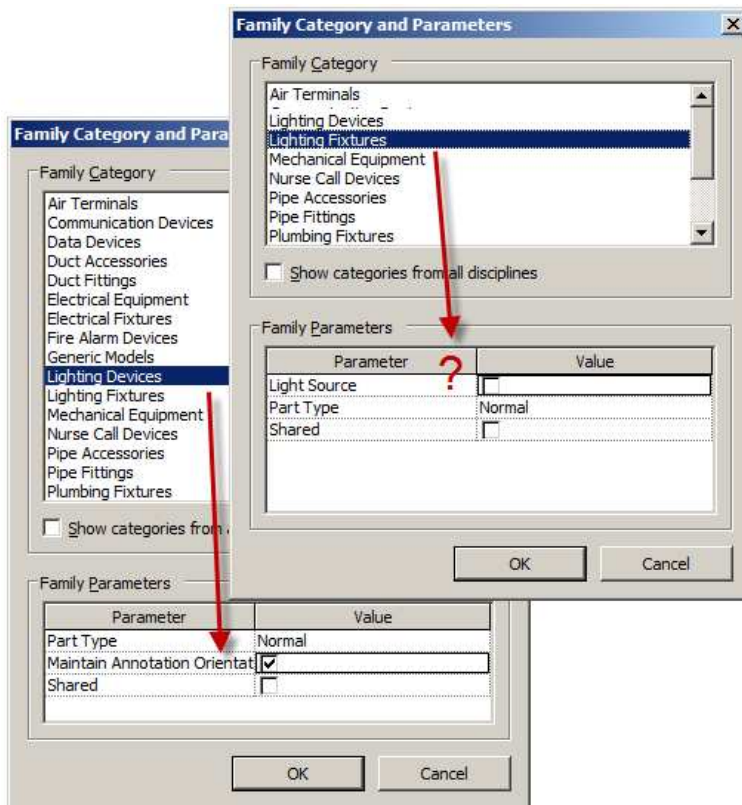 Family Category and Parameters
Family Category
Air Terminals
Lighting Devices
Lighting Fixtures
Mechanical Equipment
Nurse Call Devices
Pipe Accessories
Pipe Fittings
Plumbing Fixtures
Show categories from all disciplines
Family Parameters
Parameter
Value
?
Light Source
Part Type
Normal
Shared
OK
Cancel
Family Category and Para
Family Category
Air Terminals
Communication Devices
Data Devices
Duct Accessories
Duct Fittings
Electrical Equipment
Electrical Fixtures
Fire Alarm Devices
Generic Models
Lighting Devices
Lighting Fixtures
Mechanical Equipment
Nurse Call Devices
Pipe Accessories
Pipe Fittings
Plumbing Fixtures
Show categories from
Family Parameters
Parameter
Value
Part Type
Normal
Maintain Annotation Orientat
Shared
OK
Cancel